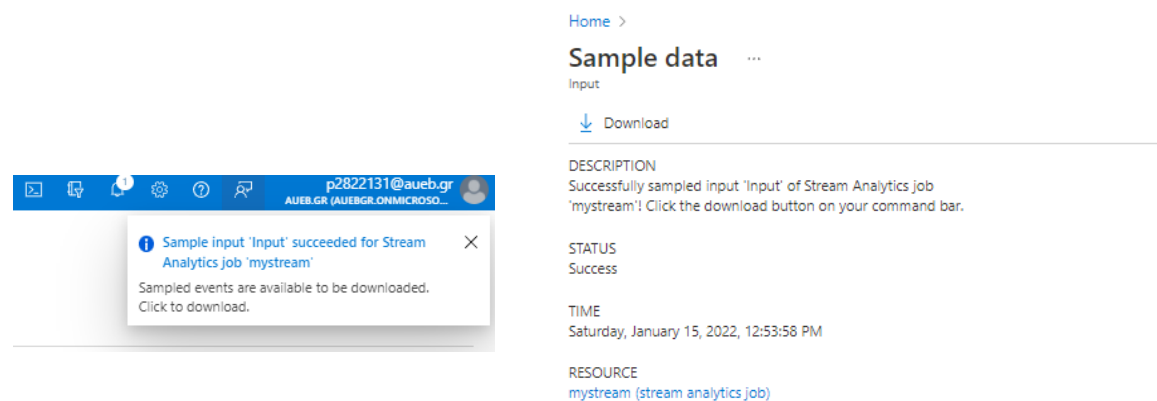 1
p2822131@aueb.gr
AUEB.GR (AUEBGR.ONMICROSO...
Sample input 'Input' succeeded for Stream
Analytics job 'mystream'
Sampled events are available to be downloaded.
Click to download.
Home >
Sample data ...
Input
Download
DESCRIPTION
Successfully sampled input 'Input' of Stream Analytics job
'mystream'! Click the download button on your command bar.
STATUS
Success
TIME
Saturday, January 15, 2022, 12:53:58 PM
RESOURCE
mystream (stream analytics job)